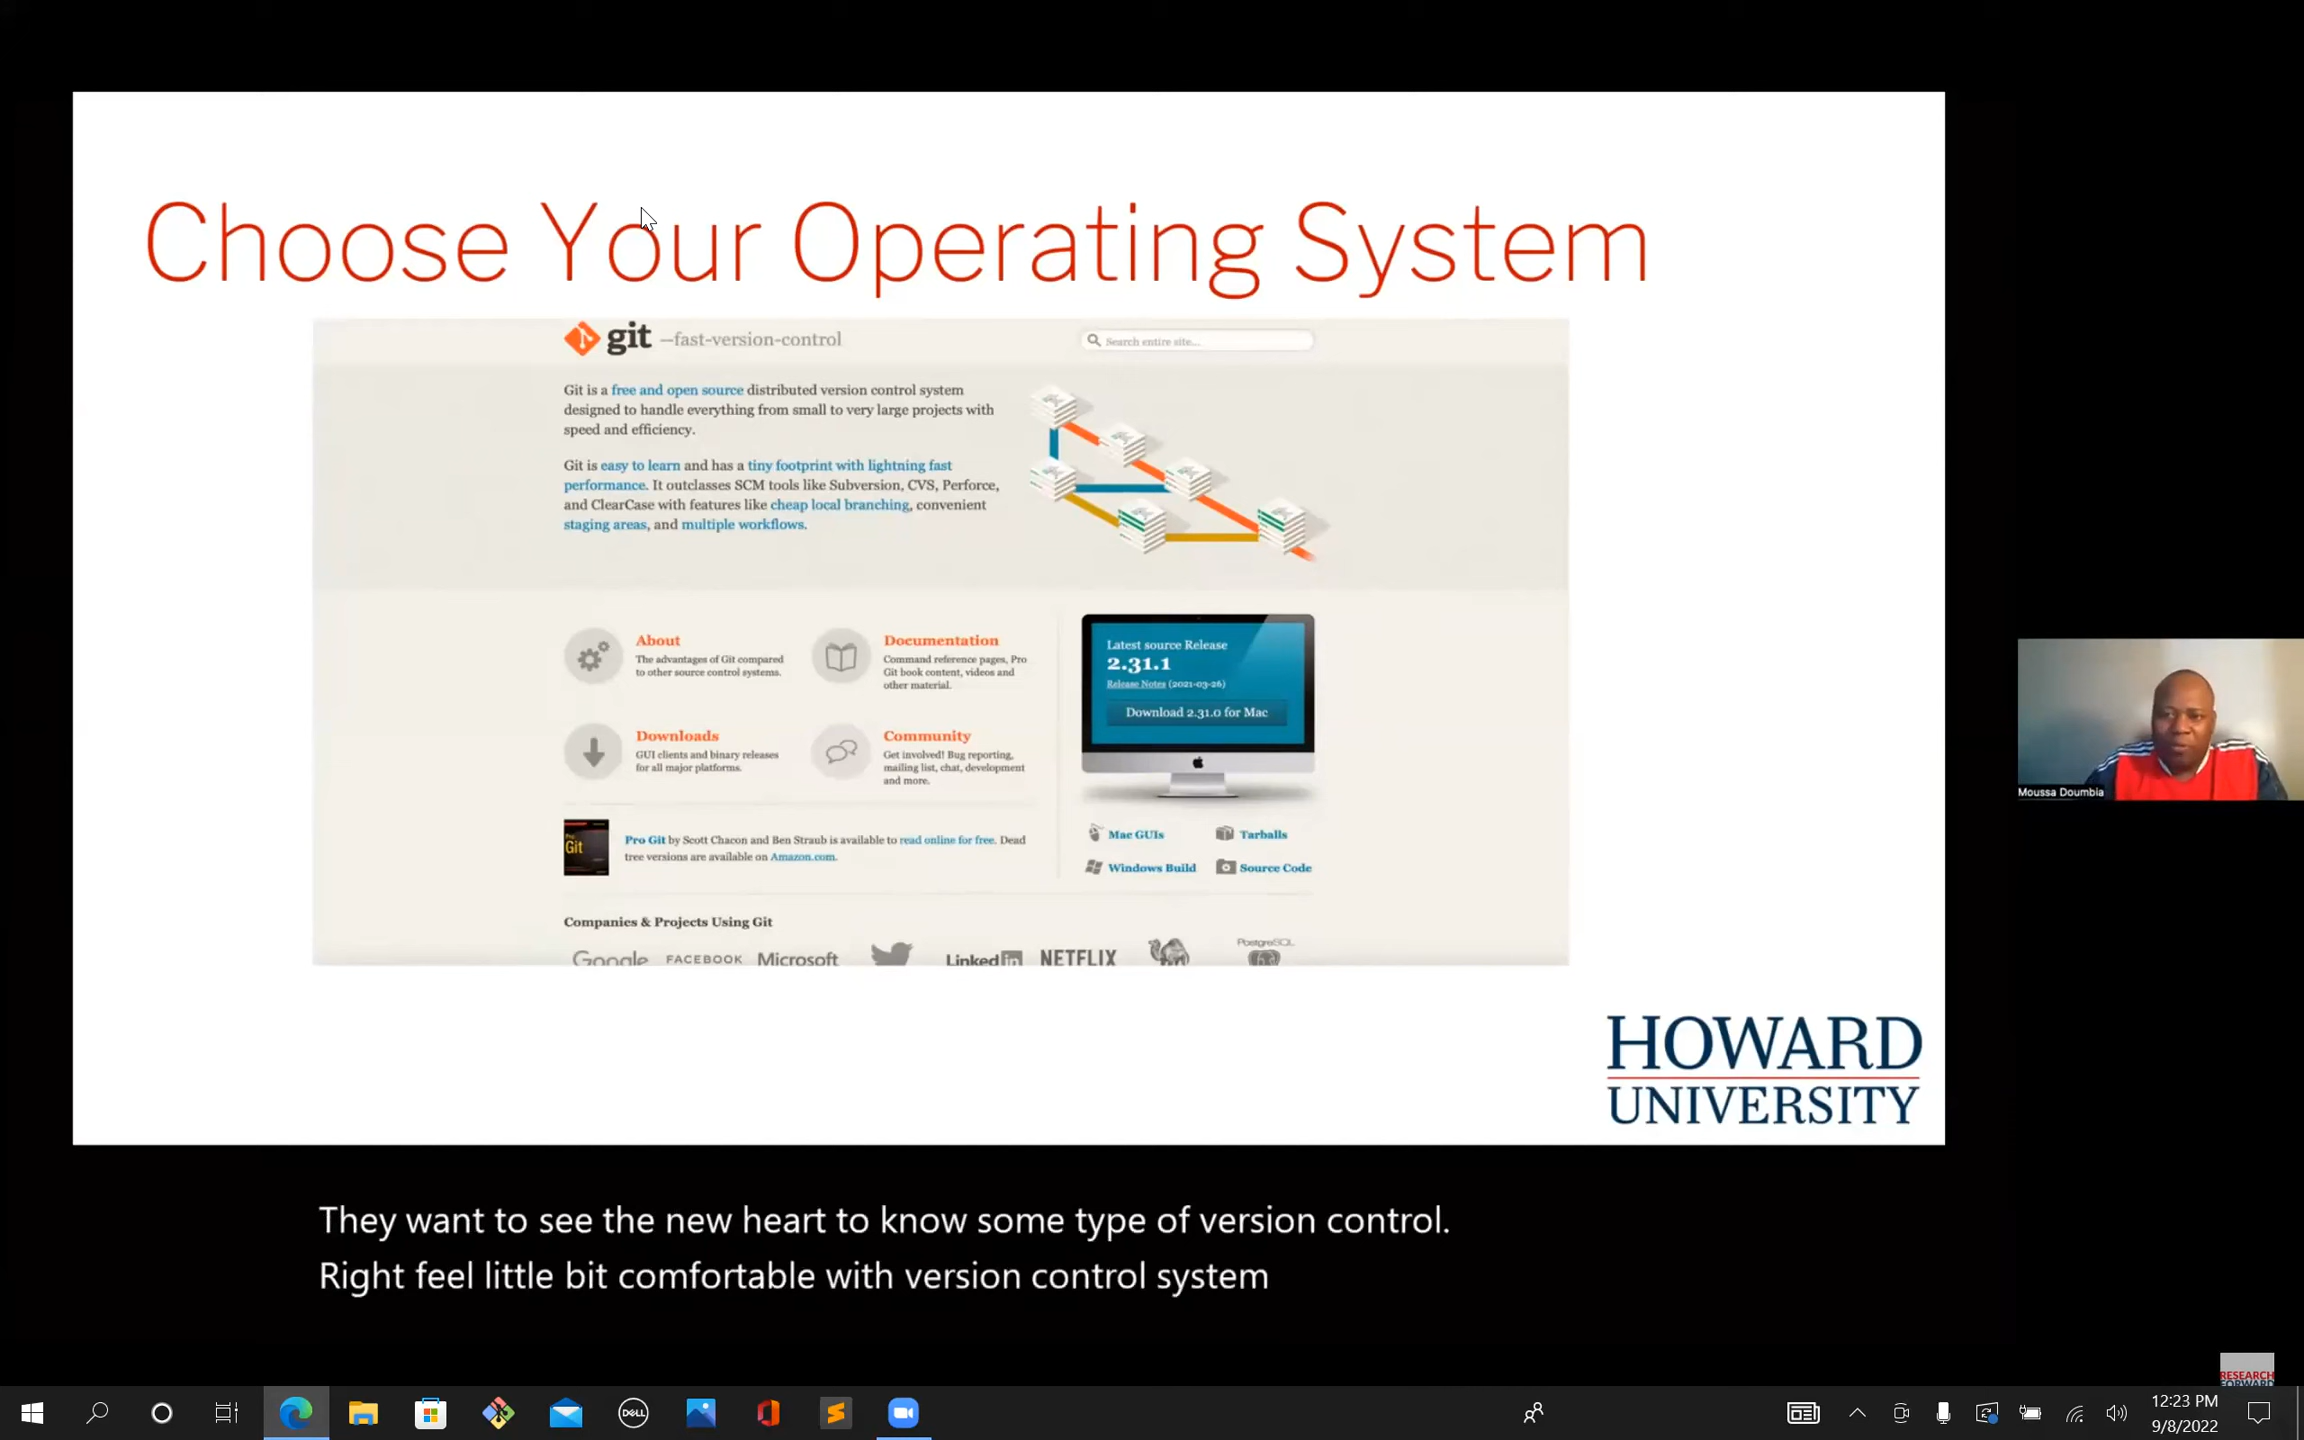 Choose Your Operating System
git --fast-version-control
Search entire site...
Git is a free and open source distributed version control system
designed to handle everything from small to very large projects with
speed and efficiency.
Git is easy to learn and has a tiny footprint with lightning fast
performance. It outclasses SCM tools like Subversion, CVS, Perforce,
and ClearCase with features like cheap local branching, convenient
staging areas, and multiple workflows.
About
The advantages of Git compared
to other source control systems.
Documentation
Command reference pages, Pro
Git book content, videos and
other material.
Downloads
GUI clients and binary releases
for all major platforms.
Community
Get involved! Bug reporting,
mailing list, chat, development
and more.
Latest source Release
2.31.1
Release Notes (2021-03-26)
Download 2.31.0 for Mac
Mac GUIs
Tarballs
Windows Build
Source Code
Pro
Git
Pro Git by Scott Chacon and Ben Straub is available to read online for free. Dead
tree versions are available on Amazon.com.
Companies & Projects Using Git
Google FACEBOOK Microsoft LinkedIn NETFLIX PostgreSQL
HOWARD
UNIVERSITY
Moussa Doumbia
They want to see the new heart to know some type of version control.
Right feel little bit comfortable with version control system
RESEARCH
FORWARD
DELL
12:23 PM
9/8/2022